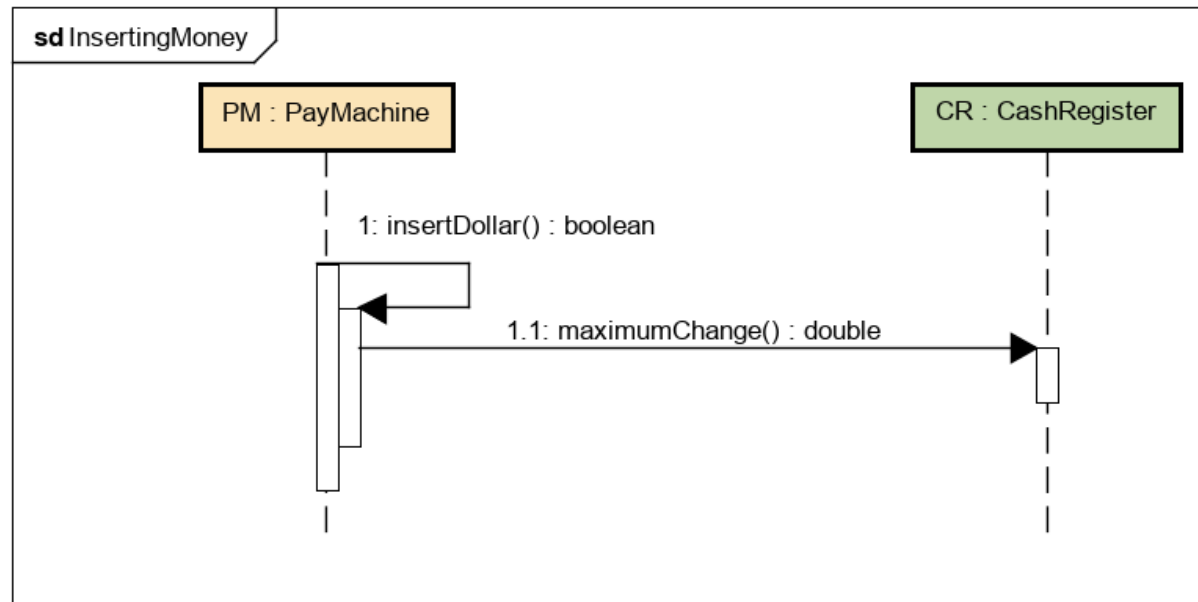 sd InsertingMoney
PM : PayMachine
CR : CashRegister
1: insertDollar() : boolean
1.1: maximumChange() : double